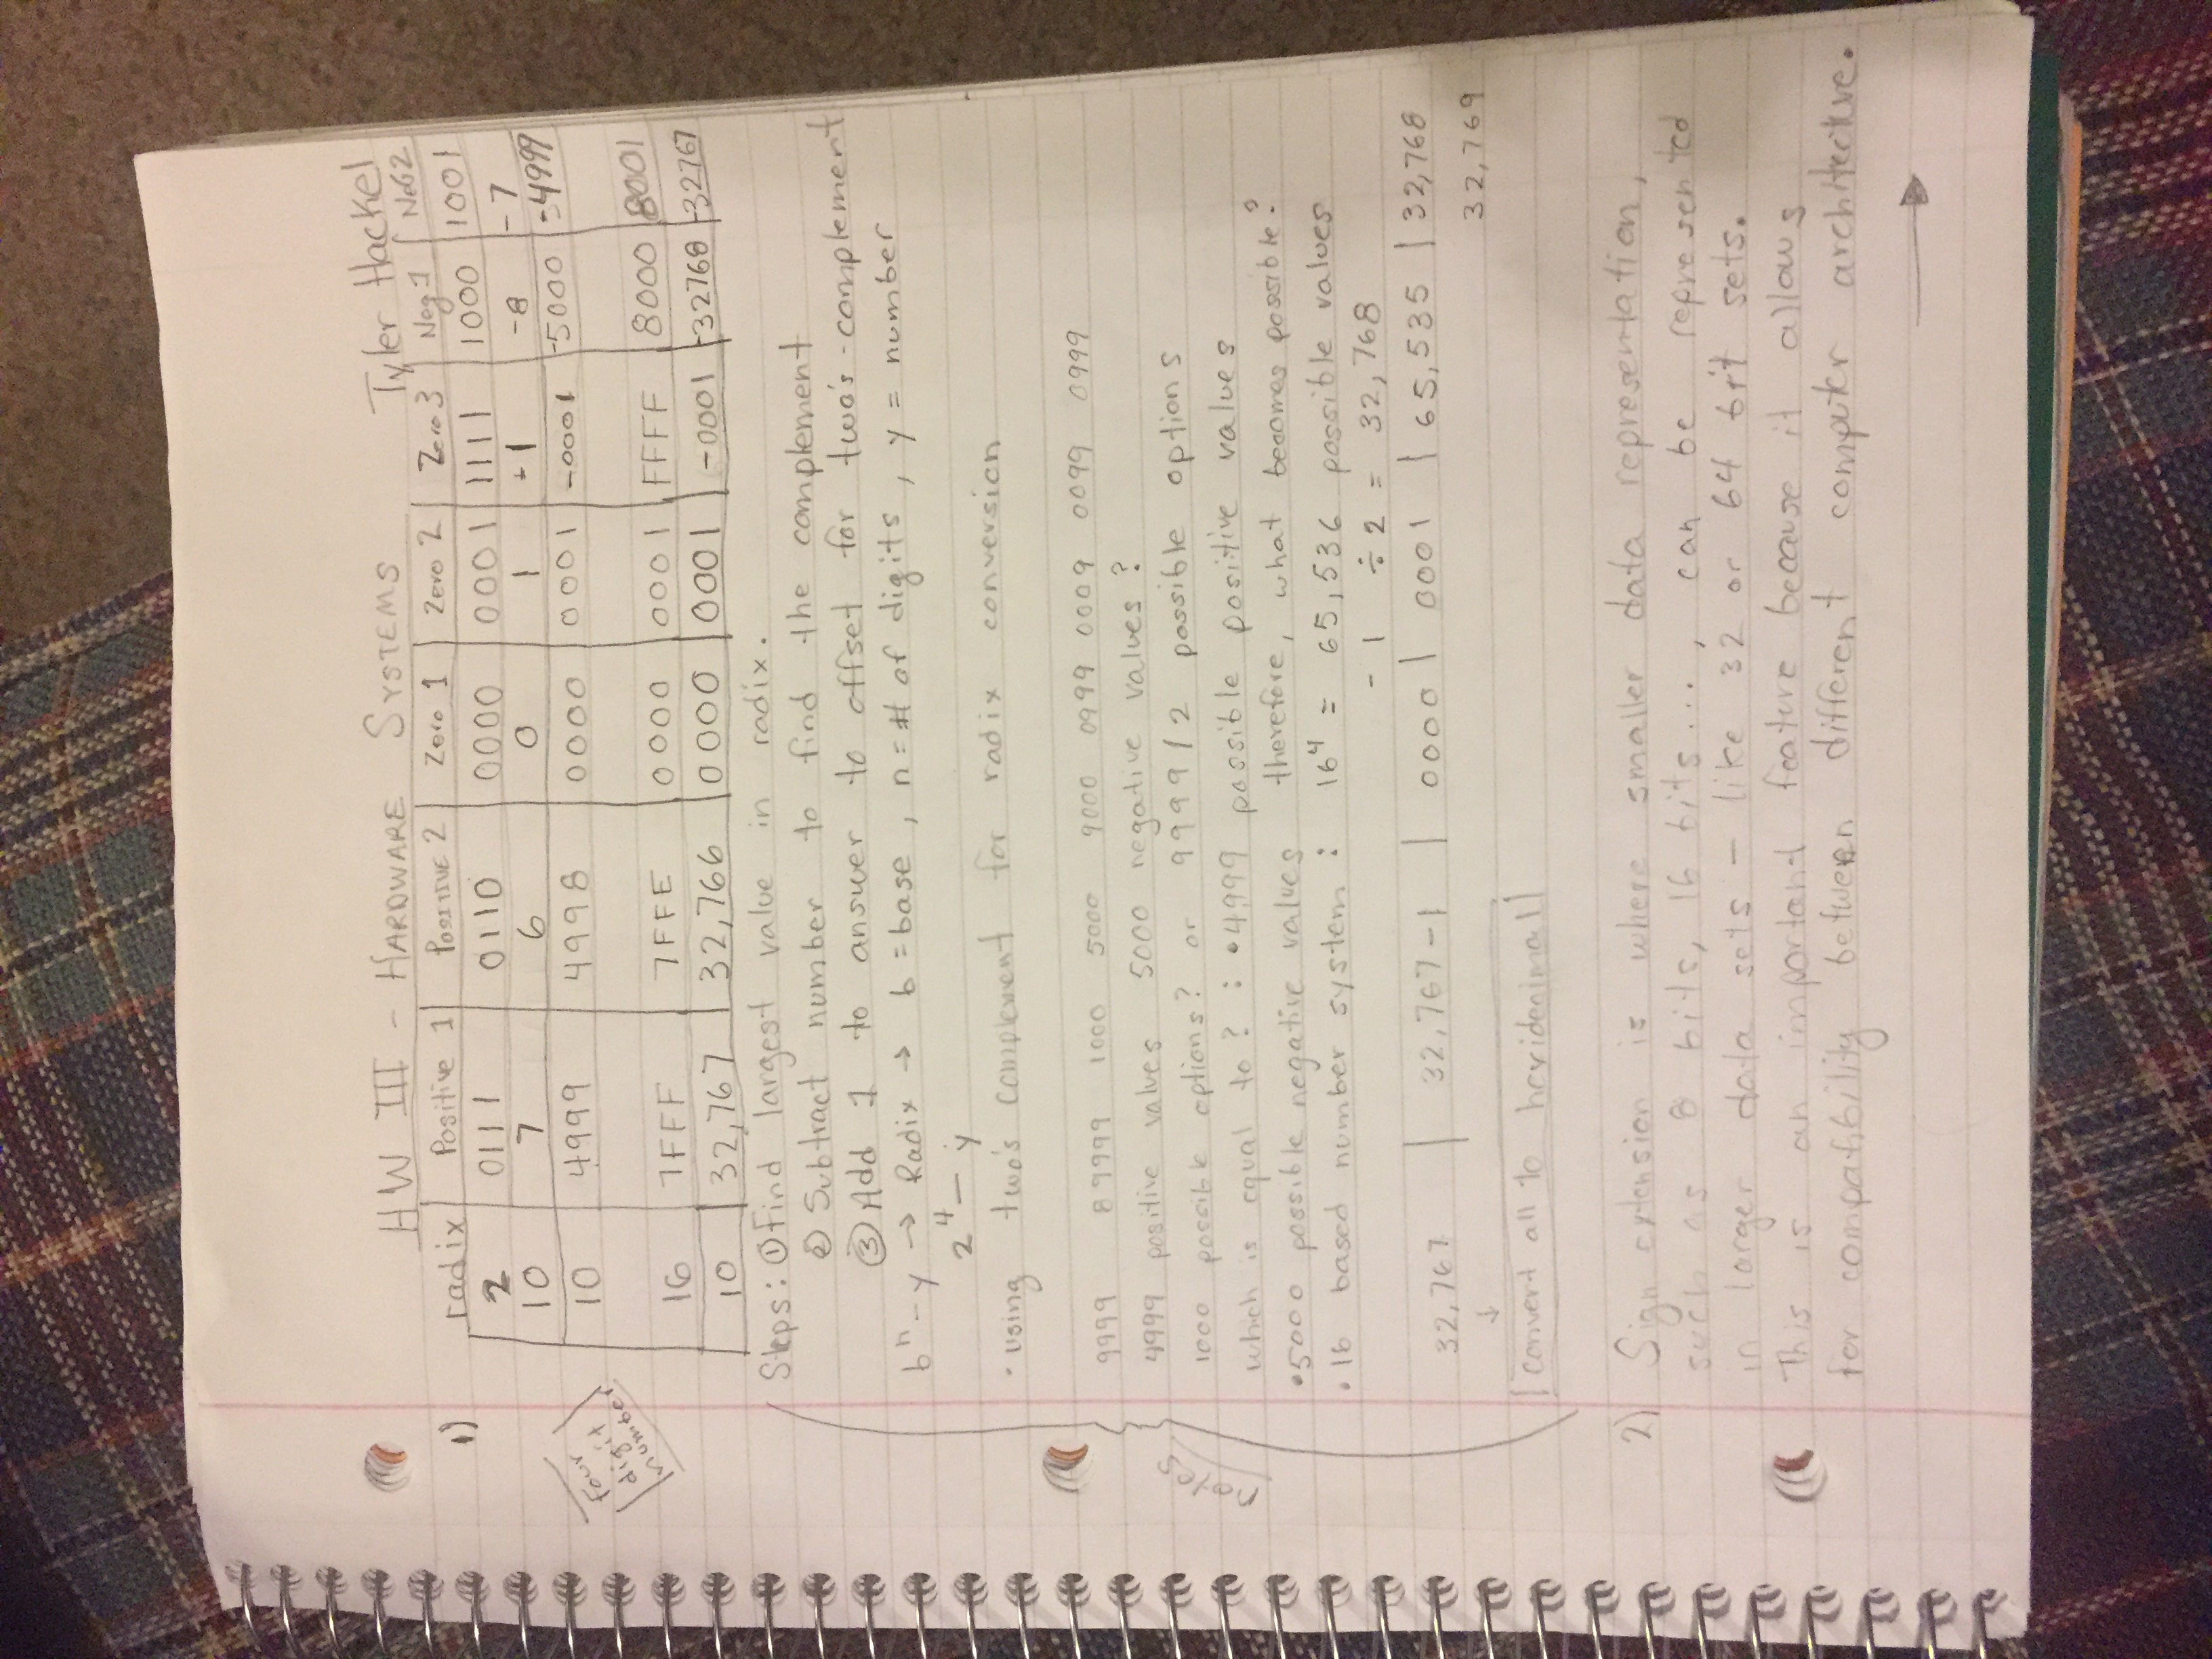 HW III - HARDWARE SYSTEMS Tyler Hackel
1) radix Positive 1 POSITIVE 2 Zero 1 Zero 2 Zero 3 Neg 1 NeG 2
2 0111 0110 0000 0001 1111 1000 1001
10 7 6 0 1 -1 -8 -7
10 4999 4998 0000 0001 -0001 -5000 -4999
four
digit
number
16 7FFF 7FFE 0000 0001 FFFF 8000 8001
10 32,767 32,766 0000 0001 -0001 -32768 -32767
Steps: ① Find largest value in radix.
② Subtract number to find the complement
③ Add 1 to answer to offset for two's-complement
bⁿ - y → Radix → b = base, n = # of digits, y = number
2⁴ - y
· using two's complement for radix conversion
9999 89999 1000 5000 9000 0999 0009 0099 0999
4999 positive values 5000 negative values?
1000 possible options? or 9999/2 possible options
which is equal to? : • 4999 possible positive values
• 5000 possible negative values therefore, what becomes possible?
• 16 based number system : 16⁴ = 65,536 possible values
- 1 ÷ 2 = 32,768
32,767 | 32,767-1 | 0000 | 0001 | 65,535 | 32,768
32,769
↓
convert all to hexidenimal
notes
2) Sign extension is where smaller data representation,
such as 8 bits, 16 bits..., can be represented
in larger data sets - like 32 or 64 bit sets.
This is an important feature because it allows
for compatibility between different computer architecture.
→